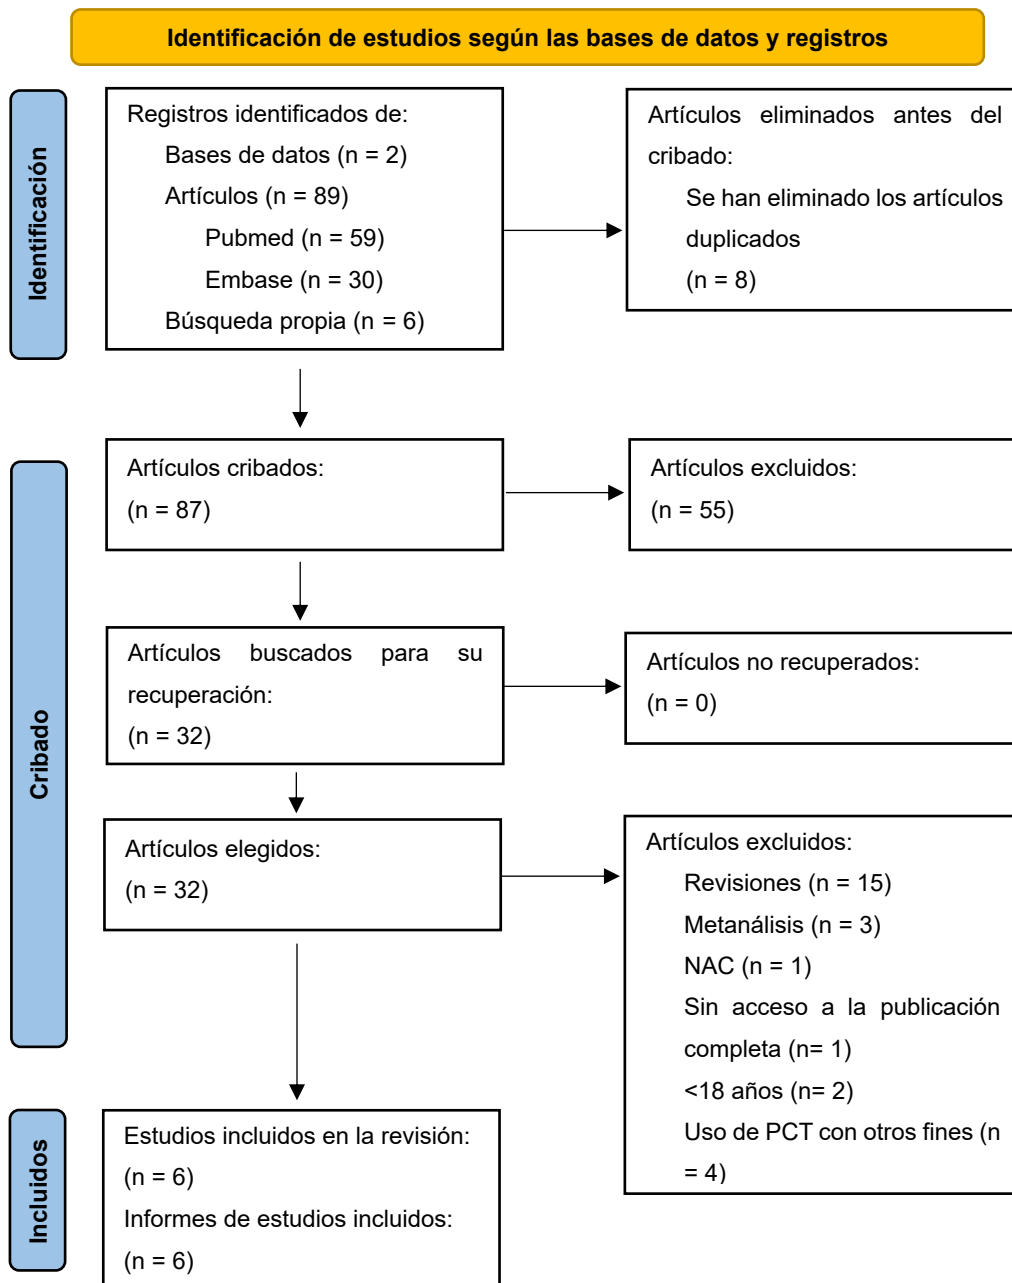 Identificación de estudios según las bases de datos y registros
Identificación
Registros identificados de:
Bases de datos (n = 2)
Artículos (n = 89)
Pubmed (n = 59)
Embase (n = 30)
Búsqueda propia (n = 6)
Artículos eliminados antes del
cribado:
Se han eliminado los artículos
duplicados
(n = 8)
Cribado
Artículos cribados:
(n = 87)
Artículos excluidos:
(n = 55)
Artículos buscados para su
recuperación:
(n = 32)
Artículos no recuperados:
(n = 0)
Artículos elegidos:
(n = 32)
Artículos excluidos:
Revisiones (n = 15)
Metanálisis (n = 3)
NAC (n = 1)
Sin acceso a la publicación
completa (n= 1)
<18 años (n= 2)
Uso de PCT con otros fines (n
= 4)
Incluidos
Estudios incluidos en la revisión:
(n = 6)
Informes de estudios incluidos:
(n = 6)